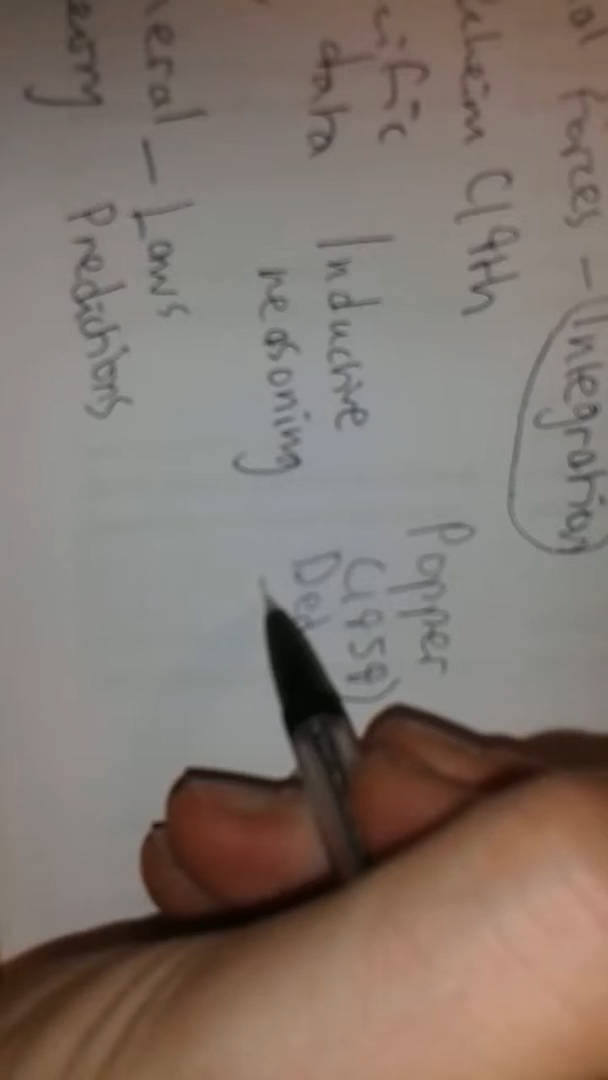 forces - Integration
C19th
data Inductive
reasoning
Popper
(1959)
Ded
Laws
Predictions